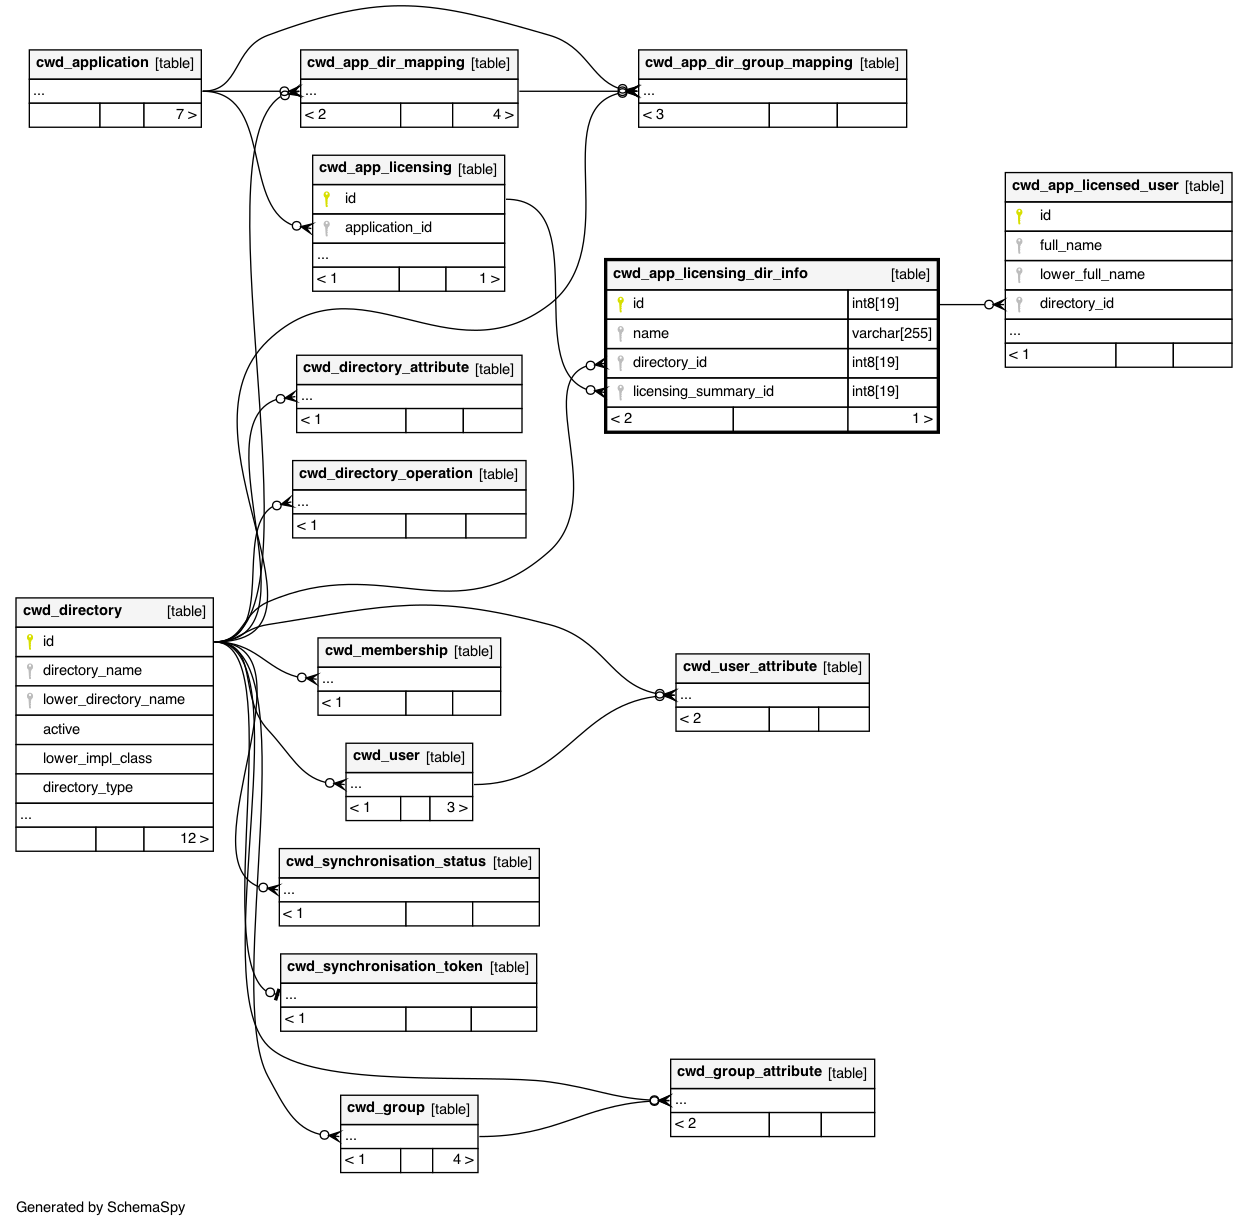 cwd_application [table]
...
7 >
cwd_app_dir_mapping [table]
...
< 2 4 >
cwd_app_dir_group_mapping [table]
...
< 3
cwd_app_licensing [table]
id
application_id
...
< 1 1 >
cwd_app_licensed_user [table]
id
full_name
lower_full_name
directory_id
...
< 1
cwd_app_licensing_dir_info [table]
id int8[19]
name varchar[255]
directory_id int8[19]
licensing_summary_id int8[19]
< 2 1 >
cwd_directory_attribute [table]
...
< 1
cwd_directory_operation [table]
...
< 1
cwd_directory [table]
id
directory_name
lower_directory_name
active
lower_impl_class
directory_type
...
12 >
cwd_membership [table]
...
< 1
cwd_user_attribute [table]
...
< 2
cwd_user [table]
...
< 1 3 >
cwd_synchronisation_status [table]
...
< 1
cwd_synchronisation_token [table]
...
< 1
cwd_group_attribute [table]
...
< 2
cwd_group [table]
...
< 1 4 >
Generated by SchemaSpy